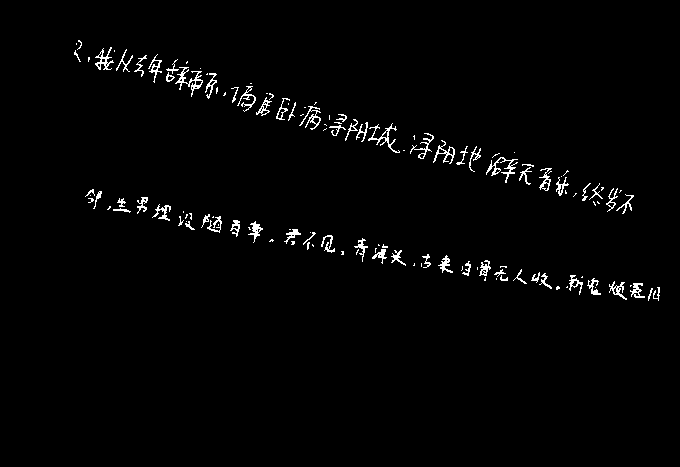 2、我从去年辞帝京,谪居卧病浔阳城.浔阳地僻无音乐,终岁不
邻,生男埋没随百草。君不见,青海头,古来白骨无人收。新鬼烦冤旧